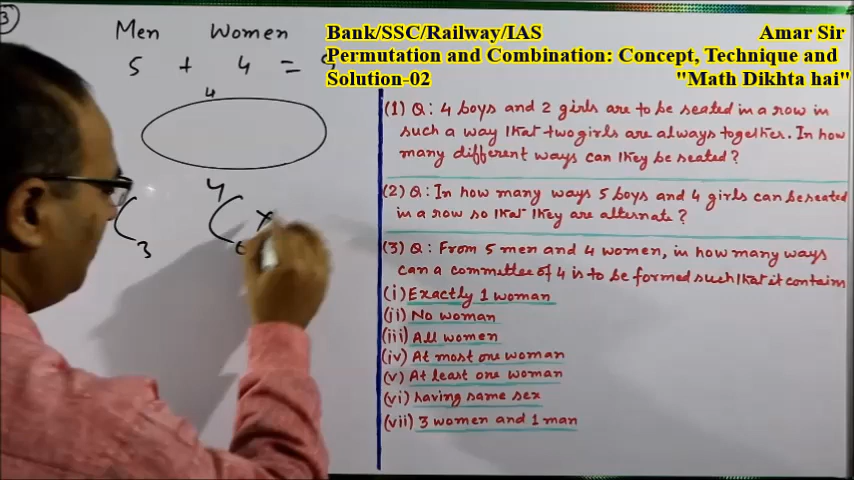 3
Men Women
5 + 4 =
4
4
C C
3
Bank/SSC/Railway/IAS Amar Sir
Permutation and Combination: Concept, Technique and
Solution-02 "Math Dikhta hai"
(1) Q: 4 boys and 2 girls are to be seated in a row in
such a way that two girls are always together. In how
many different ways can they be seated?
(2) Q: In how many ways 5 boys and 4 girls can be seated
in a row so that they are alternate?
(3) Q: From 5 men and 4 women, in how many ways
can a committee of 4 is to be formed such that it contains
(i) Exactly 1 woman
(ii) No woman
(iii) All women
(iv) At most one woman
(v) At least one woman
(vi) having same sex
(vii) 3 women and 1 man